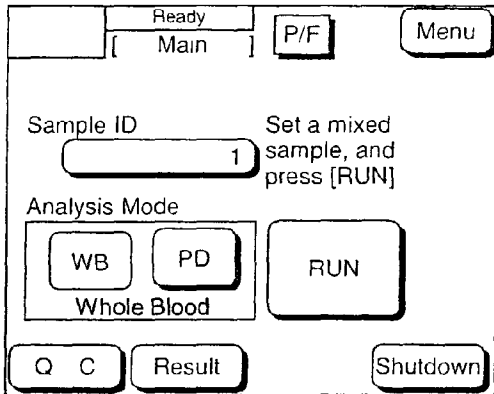 Ready
[ Main ]
P/F
Menu
Sample ID
1
Set a mixed
sample, and
press [RUN]
Analysis Mode
WB
PD
Whole Blood
RUN
Q C
Result
Shutdown